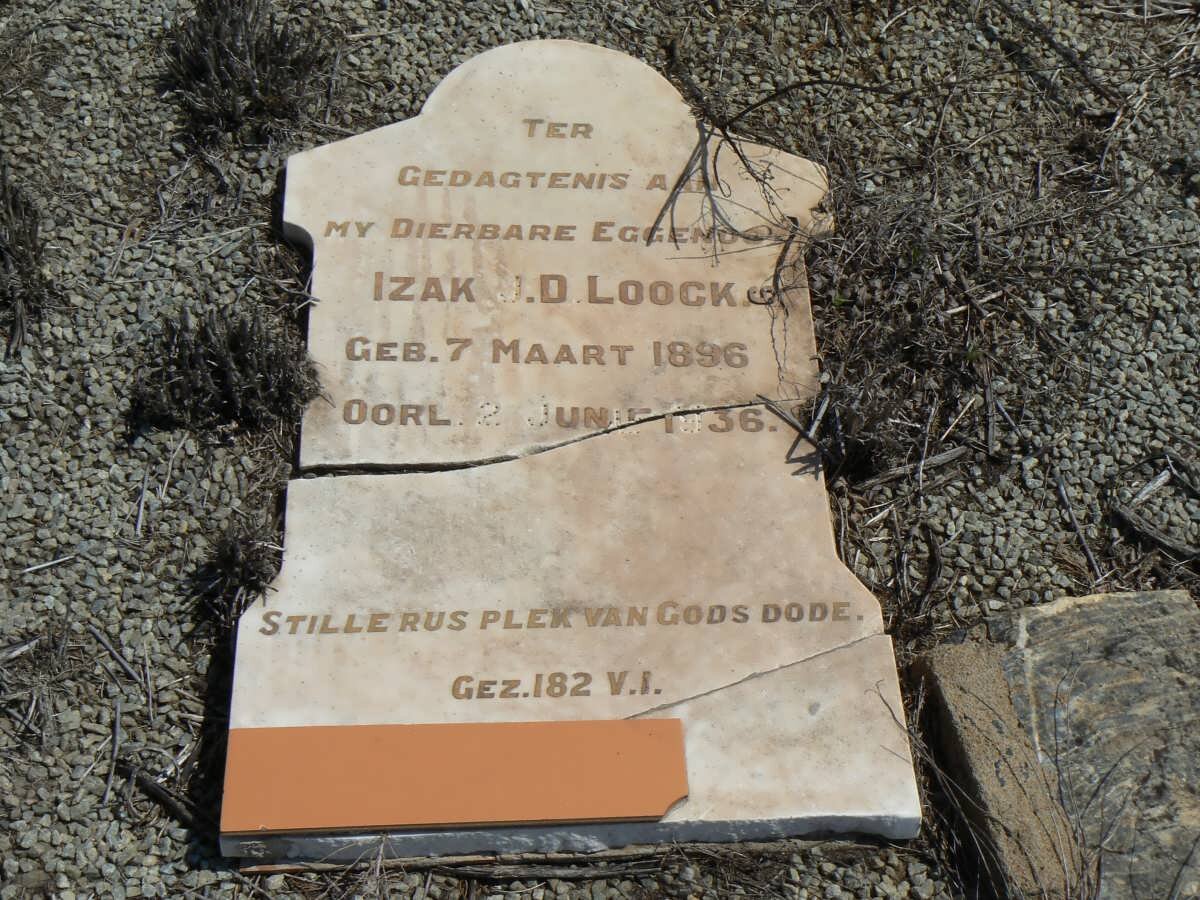 TER
GEDAGTENIS AAN
MY DIERBARE EGGENOOT
IZAK J.D. LOOCK
GEB. 7 MAART 1896
OORL. 2 JUNIE 1936.
STILLE RUS PLEK VAN GODS DODE.
GEZ. 182 V.1.